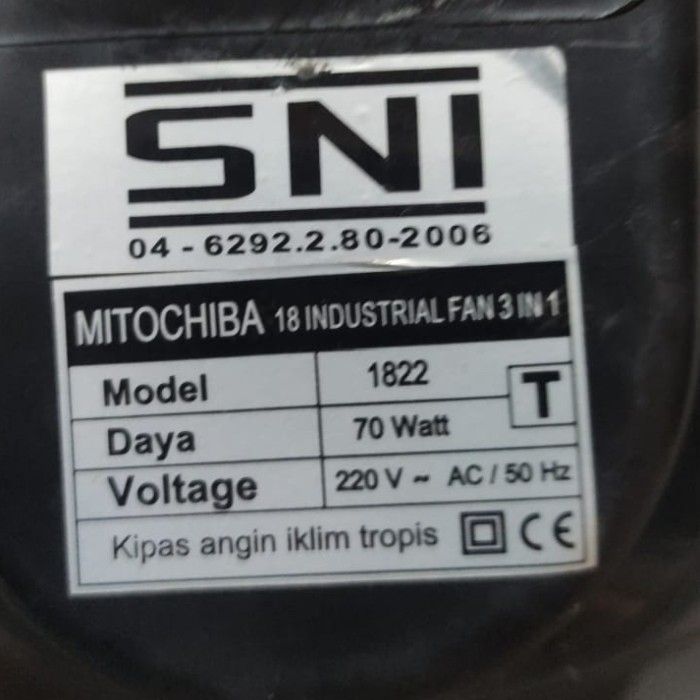 SNI
04 - 6292.2.80-2006
MITOCHIBA 18 INDUSTRIAL FAN 3 IN 1
Model 1822
T
Daya 70 Watt
Voltage 220 V ~ AC / 50 Hz
Kipas angin iklim tropis CE